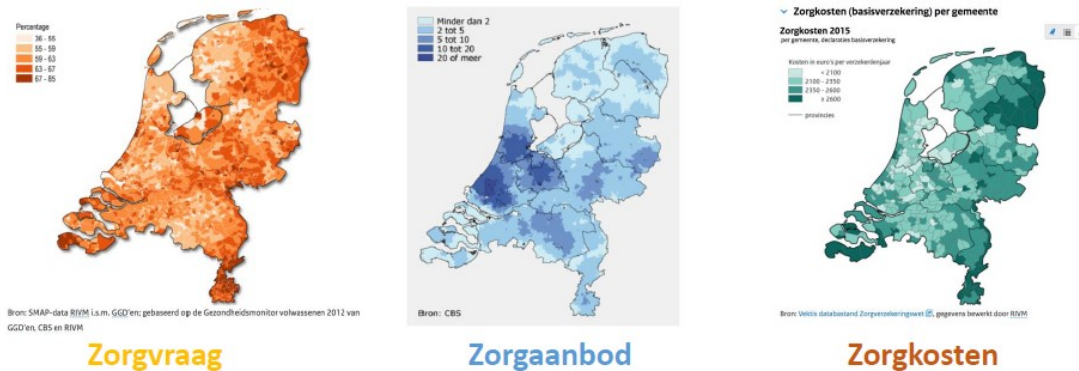 Percentage
36 - 55
55 - 59
59 - 63
63 - 67
67 - 85
Bron: SMAP-data RIVM i.s.m. GGD'en; gebaseerd op de Gezondheidsmonitor volwassenen 2012 van
GGD'en, CBS en RIVM
Zorgvraag
Minder dan 2
2 tot 5
5 tot 10
10 tot 20
20 of meer
Bron: CBS
Zorgaanbod
Zorgkosten (basisverzekering) per gemeente
Zorgkosten 2015
per gemeente, declaraties basisverzekering
Kosten in euro's per verzekerdenjaar
< 2100
2100 - 2350
2350 - 2600
≥ 2600
provincies
Bron: Vektis databestand Zorgverzekeringswet, gegevens bewerkt door RIVM
Zorgkosten